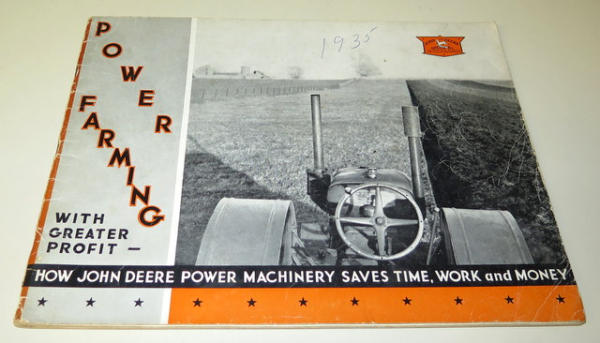 POWER
FARMING
WITH
GREATER
PROFIT —
1935
HOW JOHN DEERE POWER MACHINERY SAVES TIME, WORK and MONEY